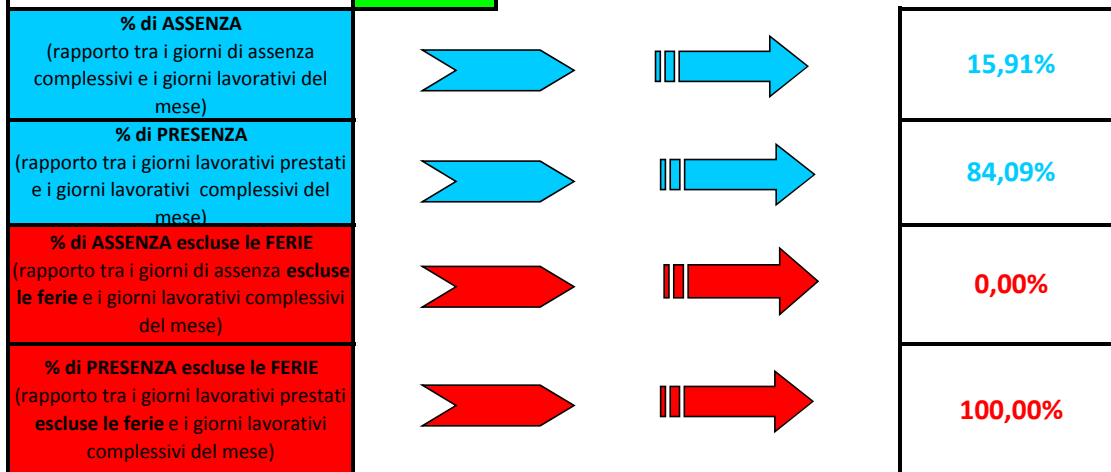 % di ASSENZA
(rapporto tra i giorni di assenza
complessivi e i giorni lavorativi del
mese)
15,91%
% di PRESENZA
(rapporto tra i giorni lavorativi prestati
e i giorni lavorativi complessivi del
mese)
84,09%
% di ASSENZA escluse le FERIE
(rapporto tra i giorni di assenza escluse
le ferie e i giorni lavorativi complessivi
del mese)
0,00%
% di PRESENZA escluse le FERIE
(rapporto tra i giorni lavorativi prestati
escluse le ferie e i giorni lavorativi
complessivi del mese)
100,00%